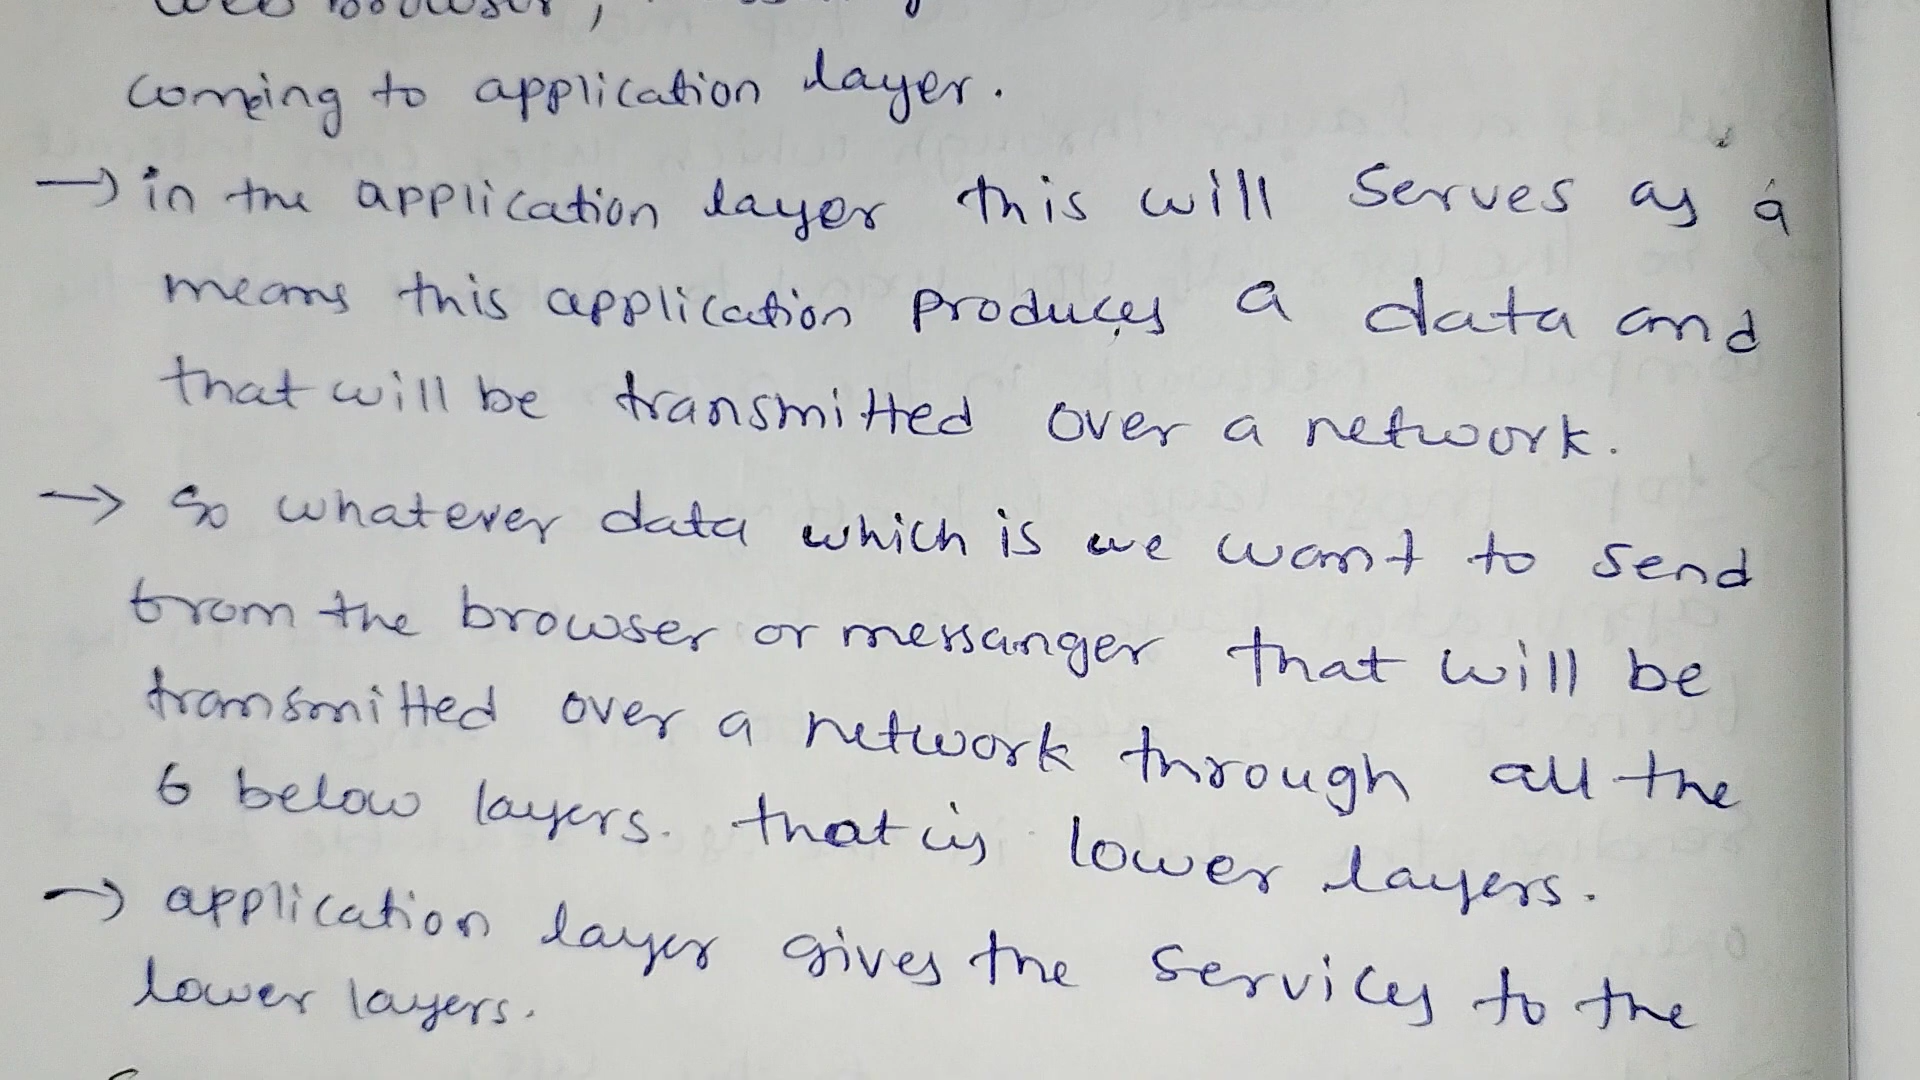 web browser,
coming to application layer.
→ in the application layer this will serves as a
means this application produces a data and
that will be transmitted over a network.
→ so whatever data which is we want to send
from the browser or messanger that will be
transmitted over a network through all the
6 below layers. that is lower layers.
→ application layer gives the services to the
lower layers.